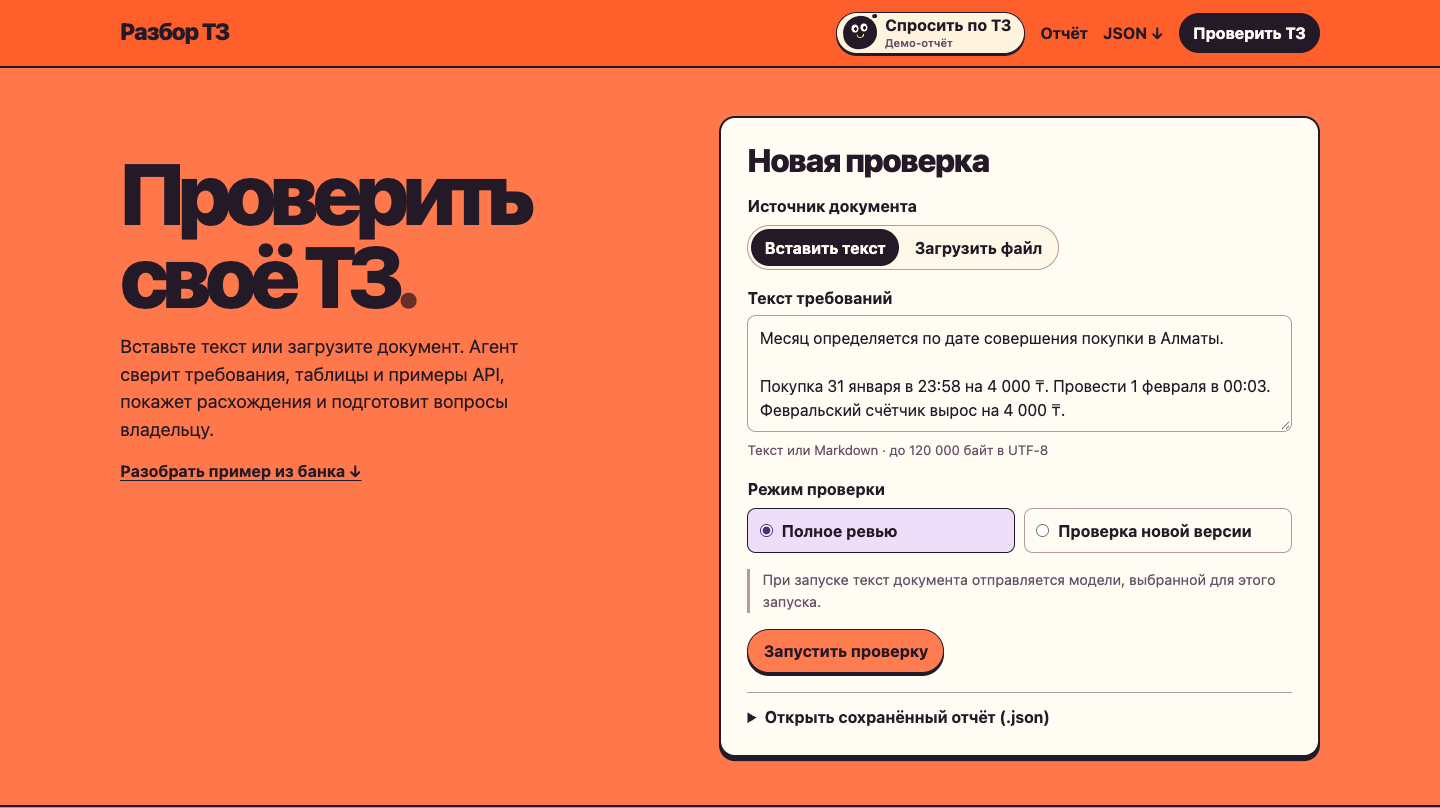 Разбор ТЗ
Спросить по ТЗ
Демо-отчёт
Отчёт
JSON ↓
Проверить ТЗ
Проверить
своё ТЗ.
Вставьте текст или загрузите документ. Агент
сверит требования, таблицы и примеры API,
покажет расхождения и подготовит вопросы
владельцу.
Разобрать пример из банка ↓
Новая проверка
Источник документа
Вставить текст
Загрузить файл
Текст требований
Месяц определяется по дате совершения покупки в Алматы.
Покупка 31 января в 23:58 на 4 000 ₸. Провести 1 февраля в 00:03.
Февральский счётчик вырос на 4 000 ₸.
Текст или Markdown · до 120 000 байт в UTF-8
Режим проверки
Полное ревью
Проверка новой версии
При запуске текст документа отправляется модели, выбранной для этого
запуска.
Запустить проверку
Открыть сохранённый отчёт (.json)